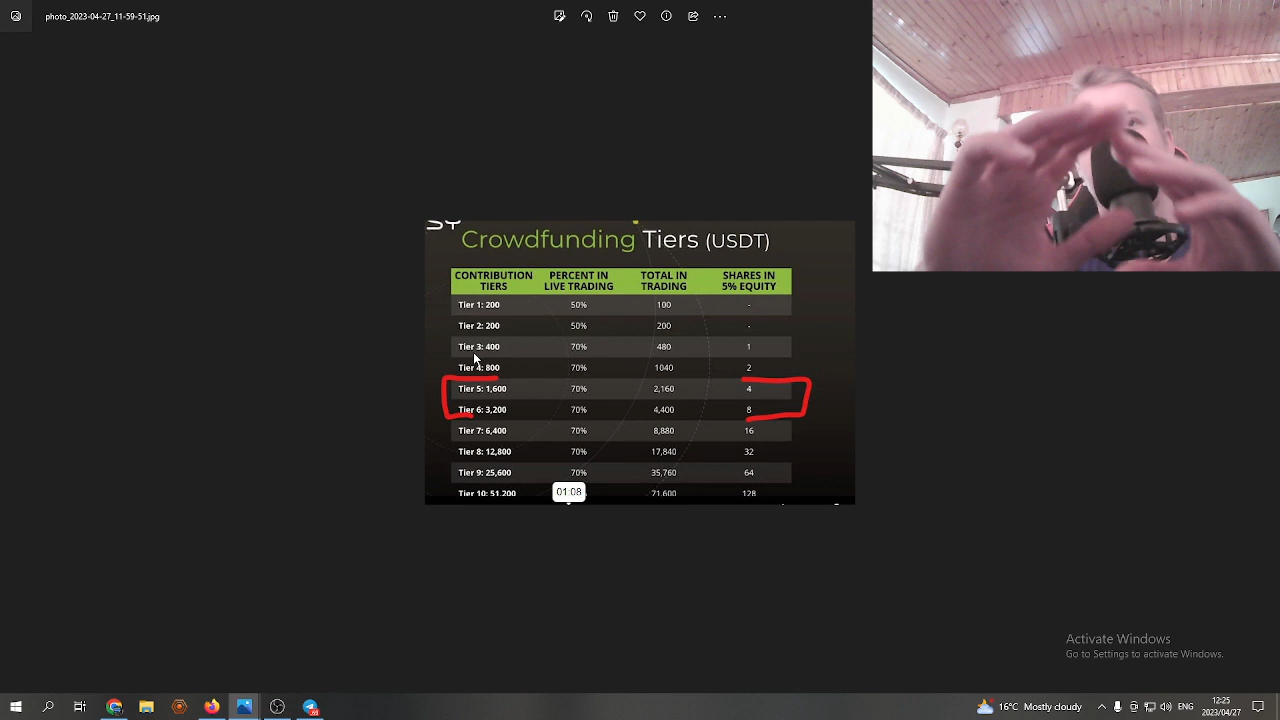 photo_2023-04-27_11-59-51.jpg
SY
Crowdfunding Tiers (USDT)
CONTRIBUTION TIERS PERCENT IN LIVE TRADING TOTAL IN TRADING SHARES IN 5% EQUITY
Tier 1: 200 50% 100 -
Tier 2: 200 50% 200 -
Tier 3: 400 70% 480 1
Tier 4: 800 70% 1040 2
Tier 5: 1,600 70% 2,160 4
Tier 6: 3,200 70% 4,400 8
Tier 7: 6,400 70% 8,880 16
Tier 8: 12,800 70% 17,840 32
Tier 9: 25,600 70% 35,760 64
Tier 10: 51,200 71,600 128
01:08
Activate Windows
Go to Settings to activate Windows.
16°C Mostly cloudy
ENG
12:25
2023/04/27